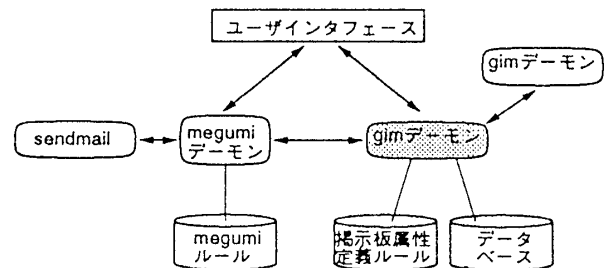 ユーザインタフェース
gimデーモン
sendmail
megumi
デーモン
gimデーモン
megumi
ルール
掲示板属性
定義ルール
データ
ベース